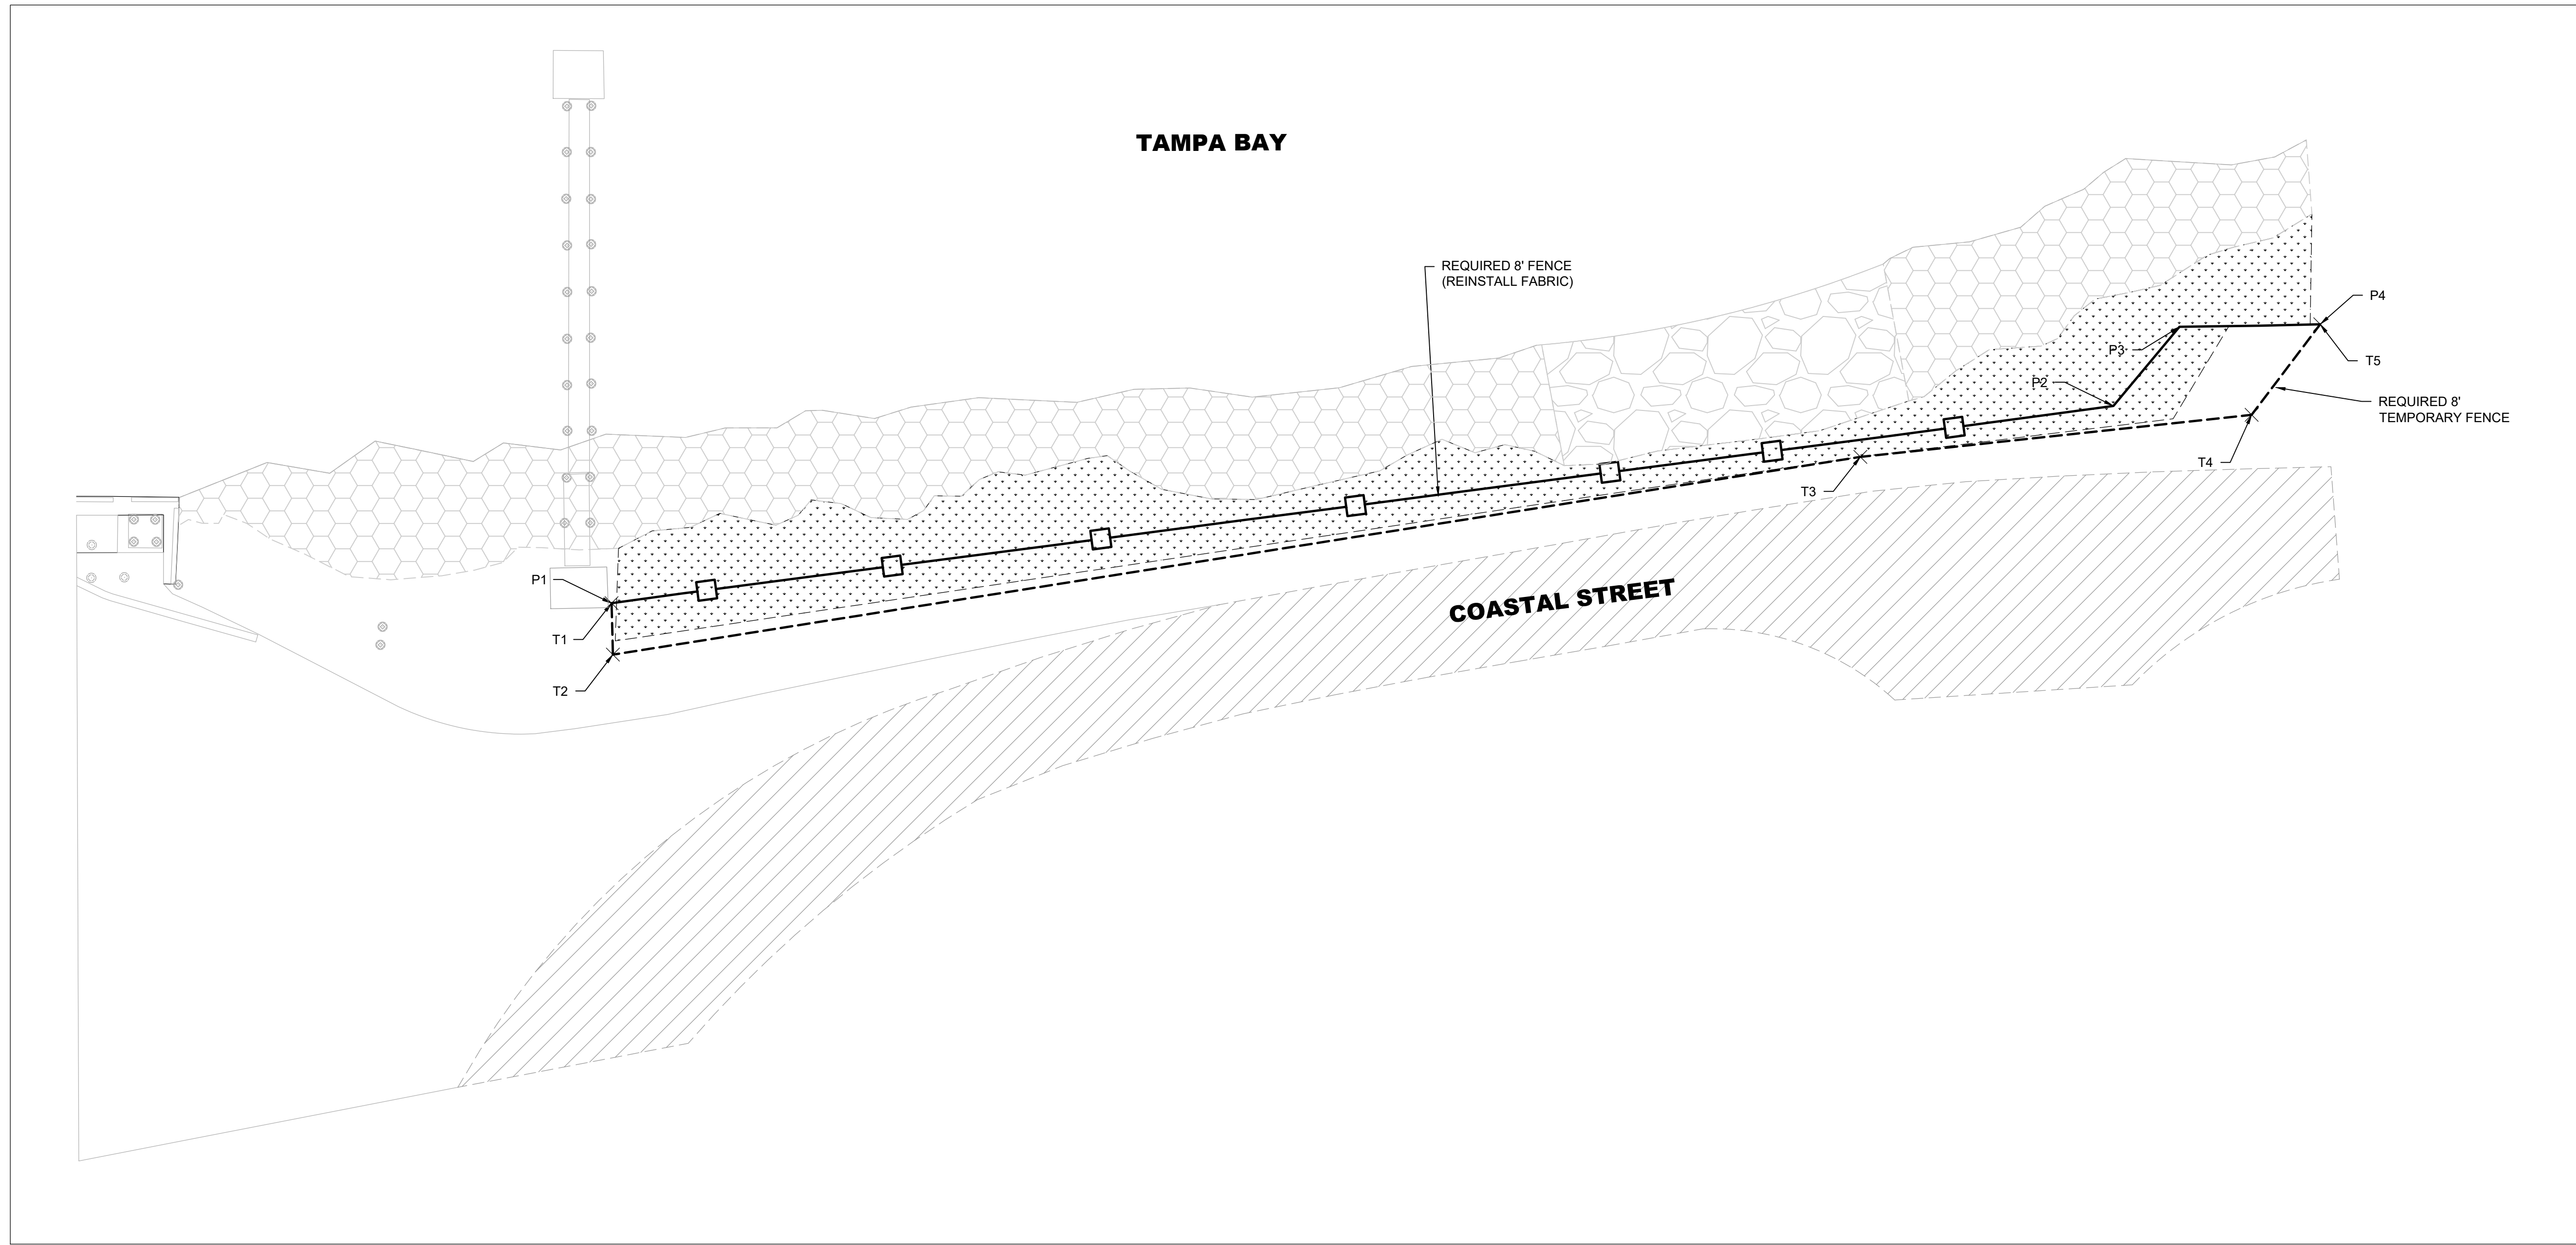 TAMPA BAY
REQUIRED 8' FENCE
(REINSTALL FABRIC)
P4
P3
T5
P2
REQUIRED 8'
TEMPORARY FENCE
T4
T3
P1
COASTAL STREET
T1
T2